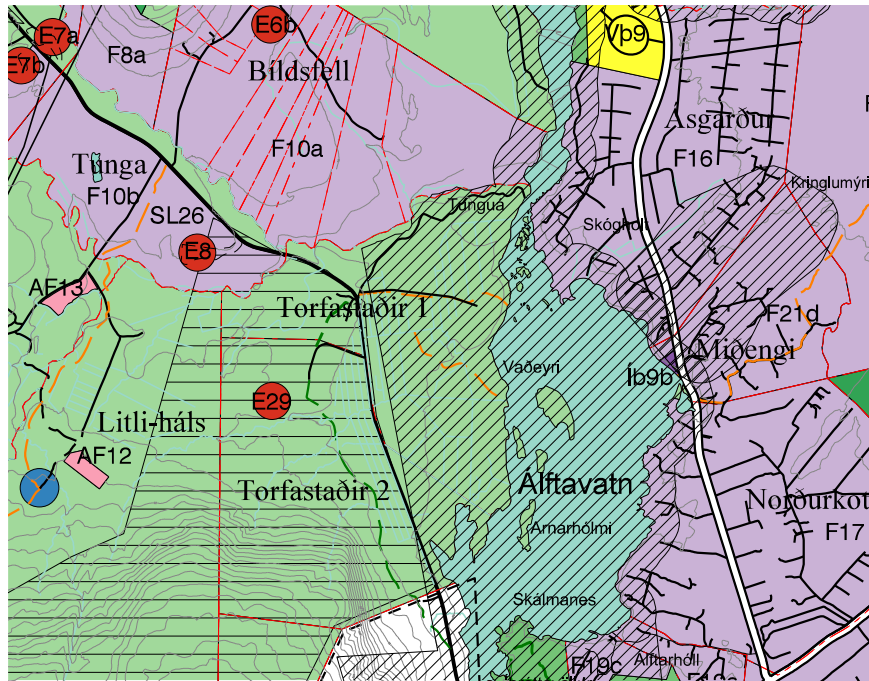 E7a
E6b
Vþ9
E7b
F8a
Bíldsfell
Ásgarður
F10a
F16
Tunga
F10b
Kringlumýri
SL26
Tunguá
Skógholt
E8
AF13
Torfastaðir 1
F21d
Miðengi
Vaðeyri
Íb9b
E29
Litli-háls
AF12
Torfastaðir 2
Álftavatn
Norðurkot
Arnarhólmi
F17
Skálmanes
F19c
Álftarhóll